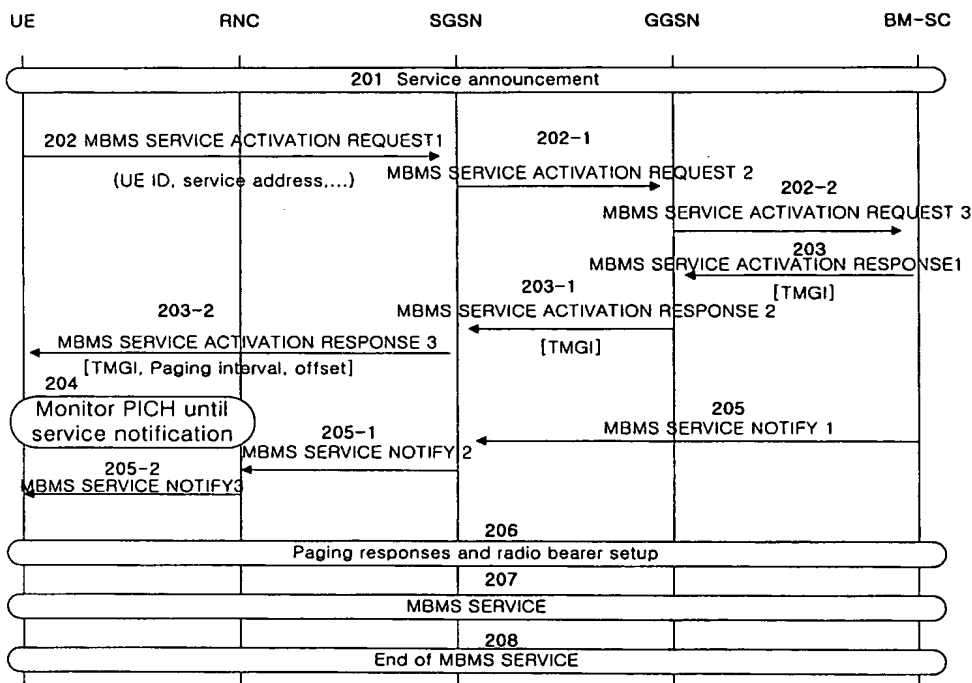 UE RNC SGSN GGSN BM-SC
201 Service announcement
202 MBMS SERVICE ACTIVATION REQUEST1
(UE ID, service address,...)
202-1
MBMS SERVICE ACTIVATION REQUEST 2
202-2
MBMS SERVICE ACTIVATION REQUEST 3
203
MBMS SERVICE ACTIVATION RESPONSE1
[TMGI]
203-1
MBMS SERVICE ACTIVATION RESPONSE 2
[TMGI]
203-2
MBMS SERVICE ACTIVATION RESPONSE 3
[TMGI, Paging interval, offset]
204
Monitor PICH until
service notification
205
MBMS SERVICE NOTIFY 1
205-1
MBMS SERVICE NOTIFY 2
205-2
MBMS SERVICE NOTIFY3
206
Paging responses and radio bearer setup
207
MBMS SERVICE
208
End of MBMS SERVICE